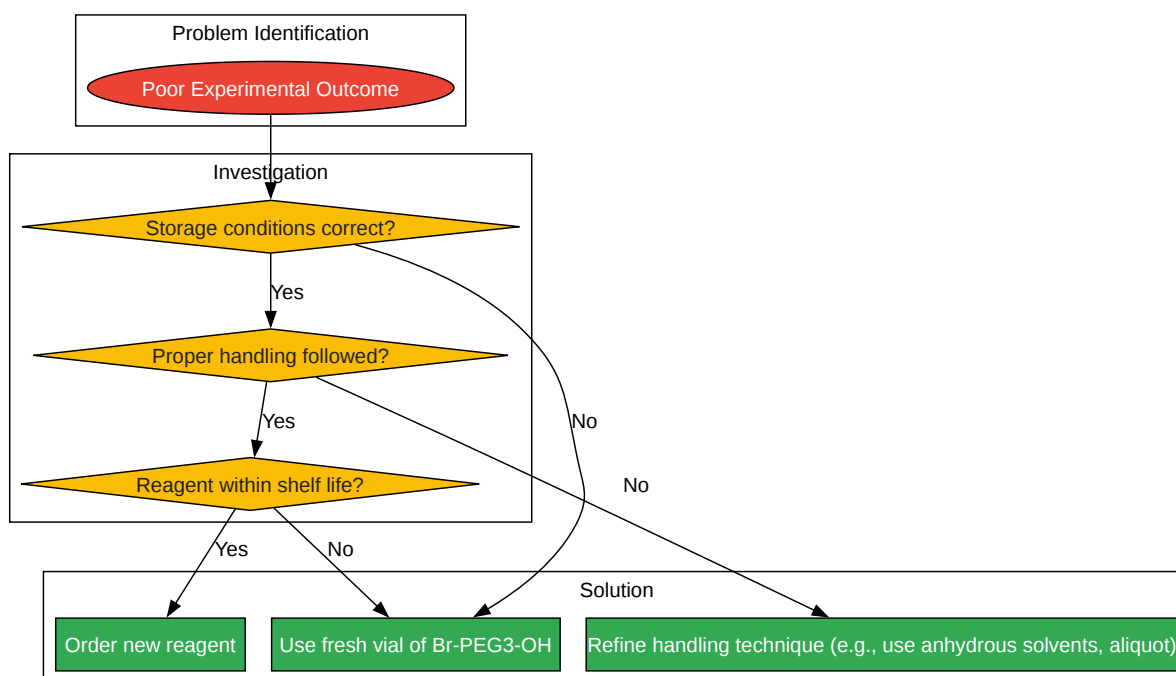 Problem Identification
Poor Experimental Outcome
Investigation
Storage conditions correct?
Yes
Proper handling followed?
No
Yes
Reagent within shelf life?
No
Yes
No
Solution
Order new reagent
Use fresh vial of Br-PEG3-OH
Refine handling technique (e.g., use anhydrous solvents, aliquot)